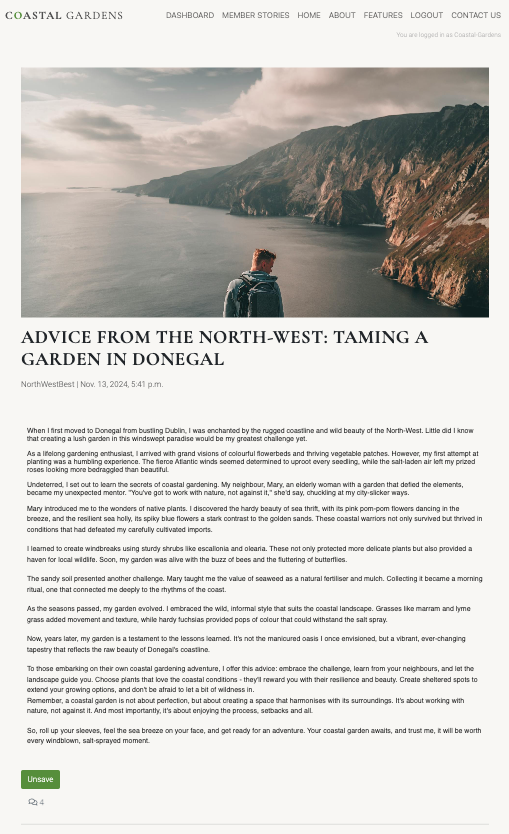 COASTAL GARDENS
DASHBOARD MEMBER STORIES HOME ABOUT FEATURES LOGOUT CONTACT US
You are logged in as Coastal Gardens
ADVICE FROM THE NORTH-WEST: TAMING A
GARDEN IN DONEGAL
NorthWestBest | Nov. 13, 2024, 5:41 p.m.
When I first moved to Donegal from bustling Dublin, I was enchanted by the rugged coastline and wild beauty of the North-West. Little did I know
that creating a lush garden in this windswept paradise would be my greatest challenge yet.
As a lifelong gardening enthusiast, I arrived with grand visions of colourful flowerbeds and thriving vegetable patches. However, my first attempt at
planting was a humbling experience. The fierce Atlantic winds seemed determined to uproot every seedling, while the salt-laden air left my prized
roses looking more bedraggled than beautiful.
Undeterred, I set out to learn the secrets of coastal gardening. My neighbour, Mary, an elderly woman with a garden that defied the elements,
became my unexpected mentor. "You've got to work with nature, not against it," she'd say, chuckling at my city-slicker ways.
Mary introduced me to the wonders of native plants. I discovered the hardy beauty of sea thrift, with its pink pom-pom flowers dancing in the
breeze, and the resilient sea holly, its spiky blue flowers a stark contrast to the golden sands. These coastal warriors not only survived but thrived in
conditions that had defeated my carefully cultivated imports.
I learned to create windbreaks using sturdy shrubs like escallonia and olearia. These not only protected more delicate plants but also provided a
haven for local wildlife. Soon, my garden was alive with the buzz of bees and the fluttering of butterflies.
The sandy soil presented another challenge. Mary taught me the value of seaweed as a natural fertiliser and mulch. Collecting it became a morning
ritual, one that connected me deeply to the rhythms of the coast.
As the seasons passed, my garden evolved. I embraced the wild, informal style that suits the coastal landscape. Grasses like marram and lyme
grass added movement and texture, while hardy fuchsias provided pops of colour that could withstand the salt spray.
Now, years later, my garden is a testament to the lessons learned. It's not the manicured oasis I once envisioned, but a vibrant, ever-changing
tapestry that reflects the raw beauty of Donegal's coastline.
To those embarking on their own coastal gardening adventure, I offer this advice: embrace the challenge, learn from your neighbours, and let the
landscape guide you. Choose plants that love the coastal conditions - they'll reward you with their resilience and beauty. Create sheltered spots to
extend your growing options, and don't be afraid to let a bit of wildness in.
Remember, a coastal garden is not about perfection, but about creating a space that harmonises with its surroundings. It's about working with
nature, not against it. And most importantly, it's about enjoying the process, setbacks and all.
So, roll up your sleeves, feel the sea breeze on your face, and get ready for an adventure. Your coastal garden awaits, and trust me, it will be worth
every windblown, salt-sprayed moment.
Unsave
4